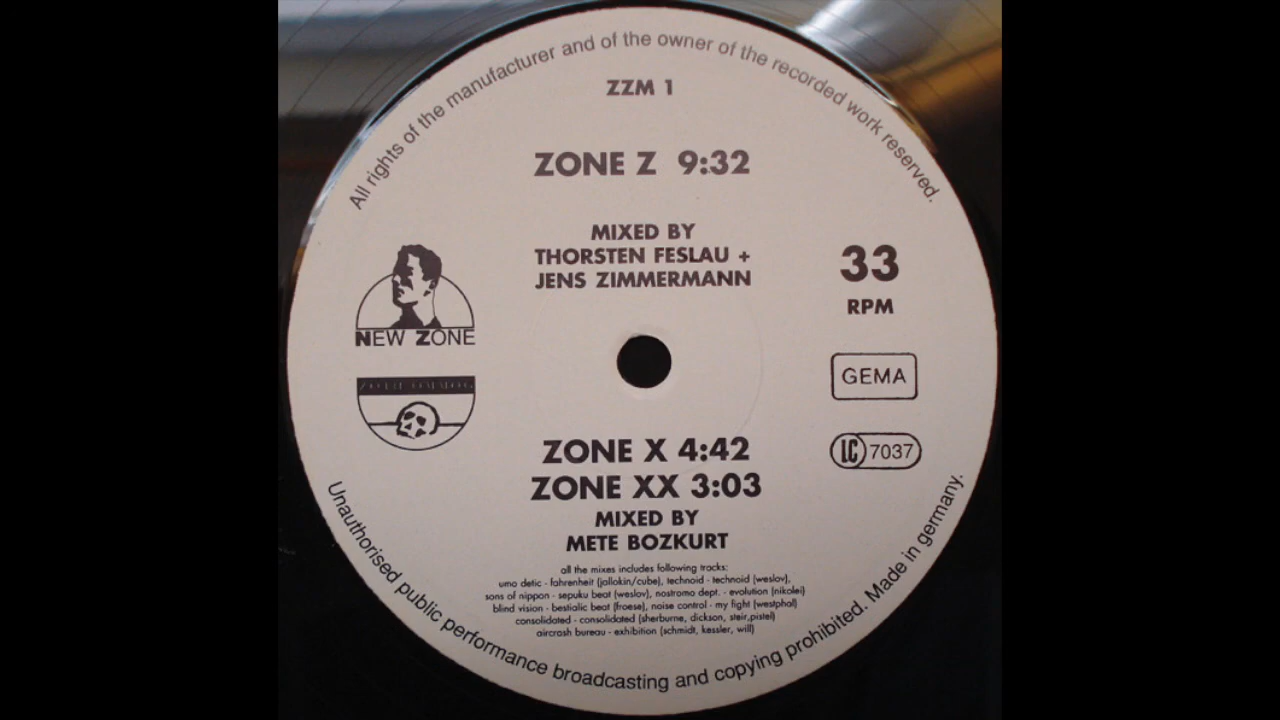 All rights of the manufacturer and of the owner of the recorded work reserved.
ZZM 1
ZONE Z 9:32
MIXED BY
THORSTEN FESLAU +
JENS ZIMMERMANN
33
RPM
NEW ZONE
GEMA
LC 7037
ZONE X 4:42
ZONE XX 3:03
MIXED BY
METE BOZKURT
all the mixes includes following tracks:
umo detic - fahrenheit (jallokin/cube), technoid - technoid (weslov),
sons of nippon - sepuku beat (weslov), nostromo dept. - evolution (nikolei)
blind vision - bestialic beat (froese), noise control - my fight (westphal)
consolidated - consolidated (sherburne, dickson, steir,pistel)
aircrash bureau - exhibition (schmidt, kessler, will)
Unauthorised public performance broadcasting and copying prohibited. Made in germany.